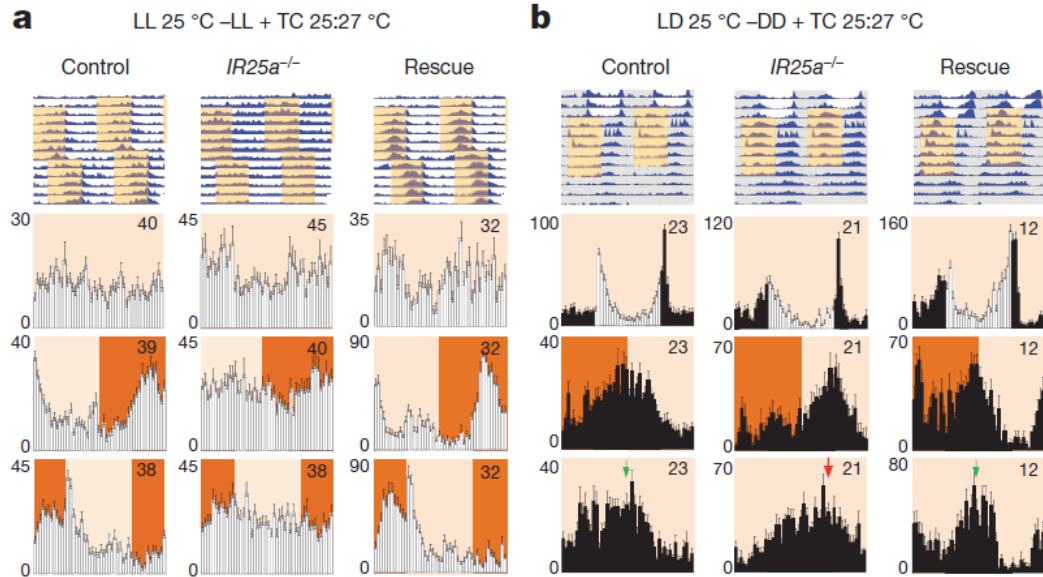 a LL 25 °C –LL + TC 25:27 °C
Control IR25a–/– Rescue
30 40 0
45 45 0
35 32 0
40 39 0
40 40 0
90 32 0
45 38 0
45 38 0
90 32 0
b LD 25 °C –DD + TC 25:27 °C
Control IR25a–/– Rescue
100 23 0
120 21 0
160 12 0
40 23 0
70 21 0
70 12 0
40 23 0
70 21 0
80 12 0